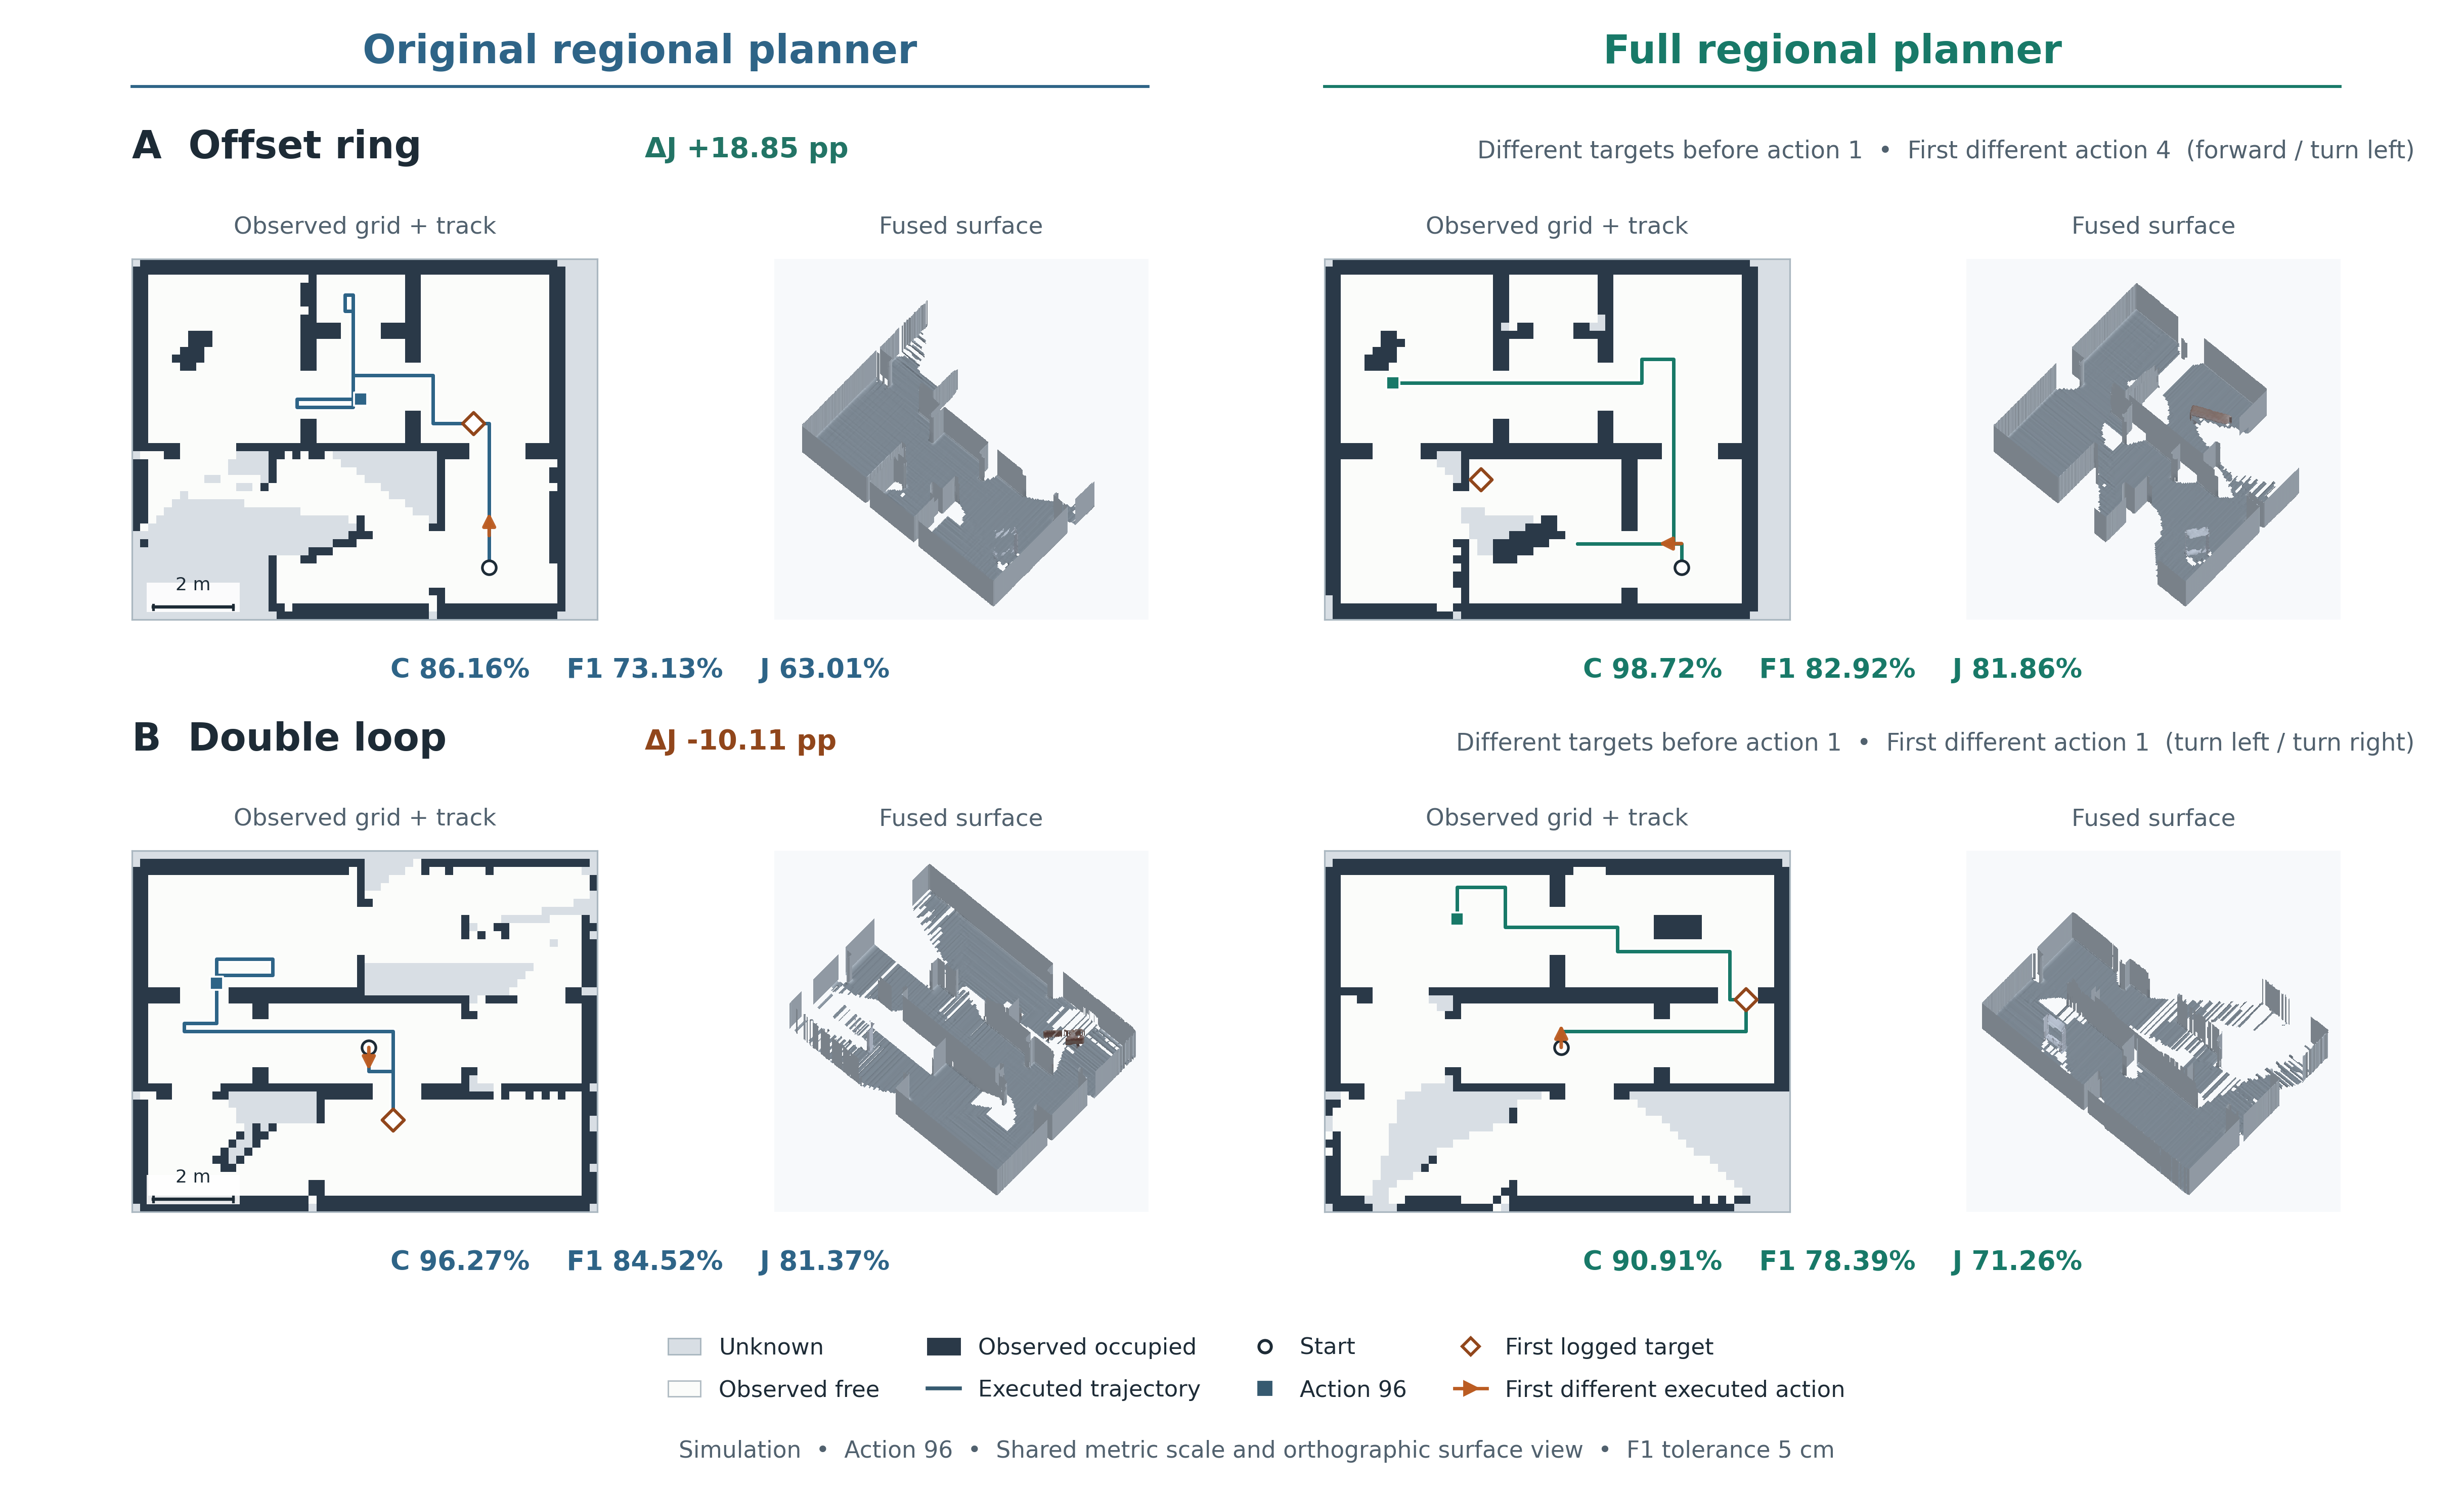 Original regional planner
Full regional planner
A Offset ring
ΔJ +18.85 pp
Different targets before action 1 • First different action 4 (forward / turn left)
Observed grid + track
Fused surface
Observed grid + track
Fused surface
2 m
C 86.16% F1 73.13% J 63.01%
C 98.72% F1 82.92% J 81.86%
B Double loop
ΔJ -10.11 pp
Different targets before action 1 • First different action 1 (turn left / turn right)
Observed grid + track
Fused surface
Observed grid + track
Fused surface
2 m
C 96.27% F1 84.52% J 81.37%
C 90.91% F1 78.39% J 71.26%
Unknown
Observed occupied
Start
First logged target
Observed free
Executed trajectory
Action 96
First different executed action
Simulation • Action 96 • Shared metric scale and orthographic surface view • F1 tolerance 5 cm